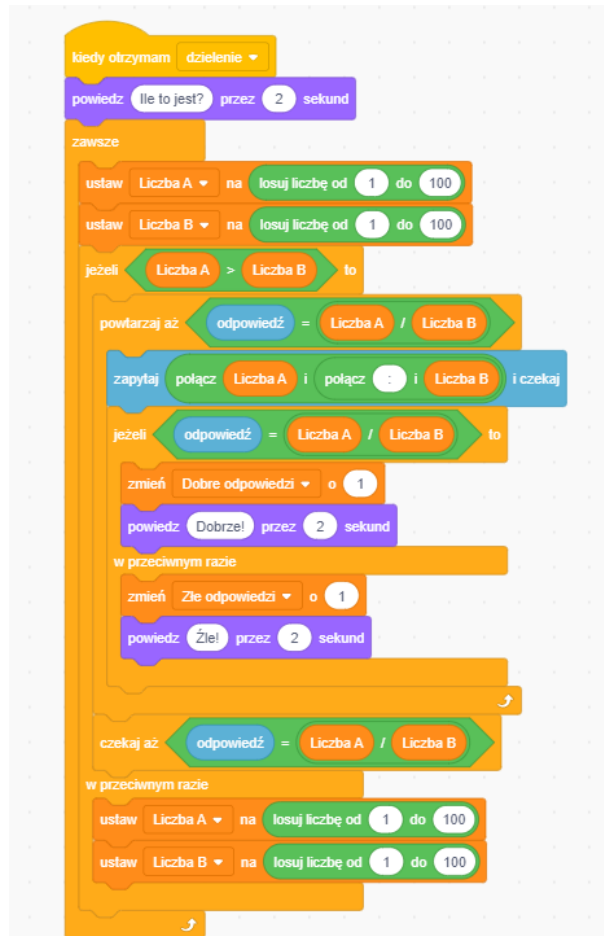 kiedy otrzymam dzielenie
powiedz Ile to jest? przez 2 sekund
zawsze
ustaw Liczba A na losuj liczbę od 1 do 100
ustaw Liczba B na losuj liczbę od 1 do 100
jeżeli Liczba A > Liczba B to
powtarzaj aż odpowiedź = Liczba A / Liczba B
zapytaj połącz Liczba A i połącz : i Liczba B i czekaj
jeżeli odpowiedź = Liczba A / Liczba B to
zmień Dobre odpowiedzi o 1
powiedz Dobrze! przez 2 sekund
w przeciwnym razie
zmień Złe odpowiedzi o 1
powiedz Źle! przez 2 sekund
czekaj aż odpowiedź = Liczba A / Liczba B
w przeciwnym razie
ustaw Liczba A na losuj liczbę od 1 do 100
ustaw Liczba B na losuj liczbę od 1 do 100